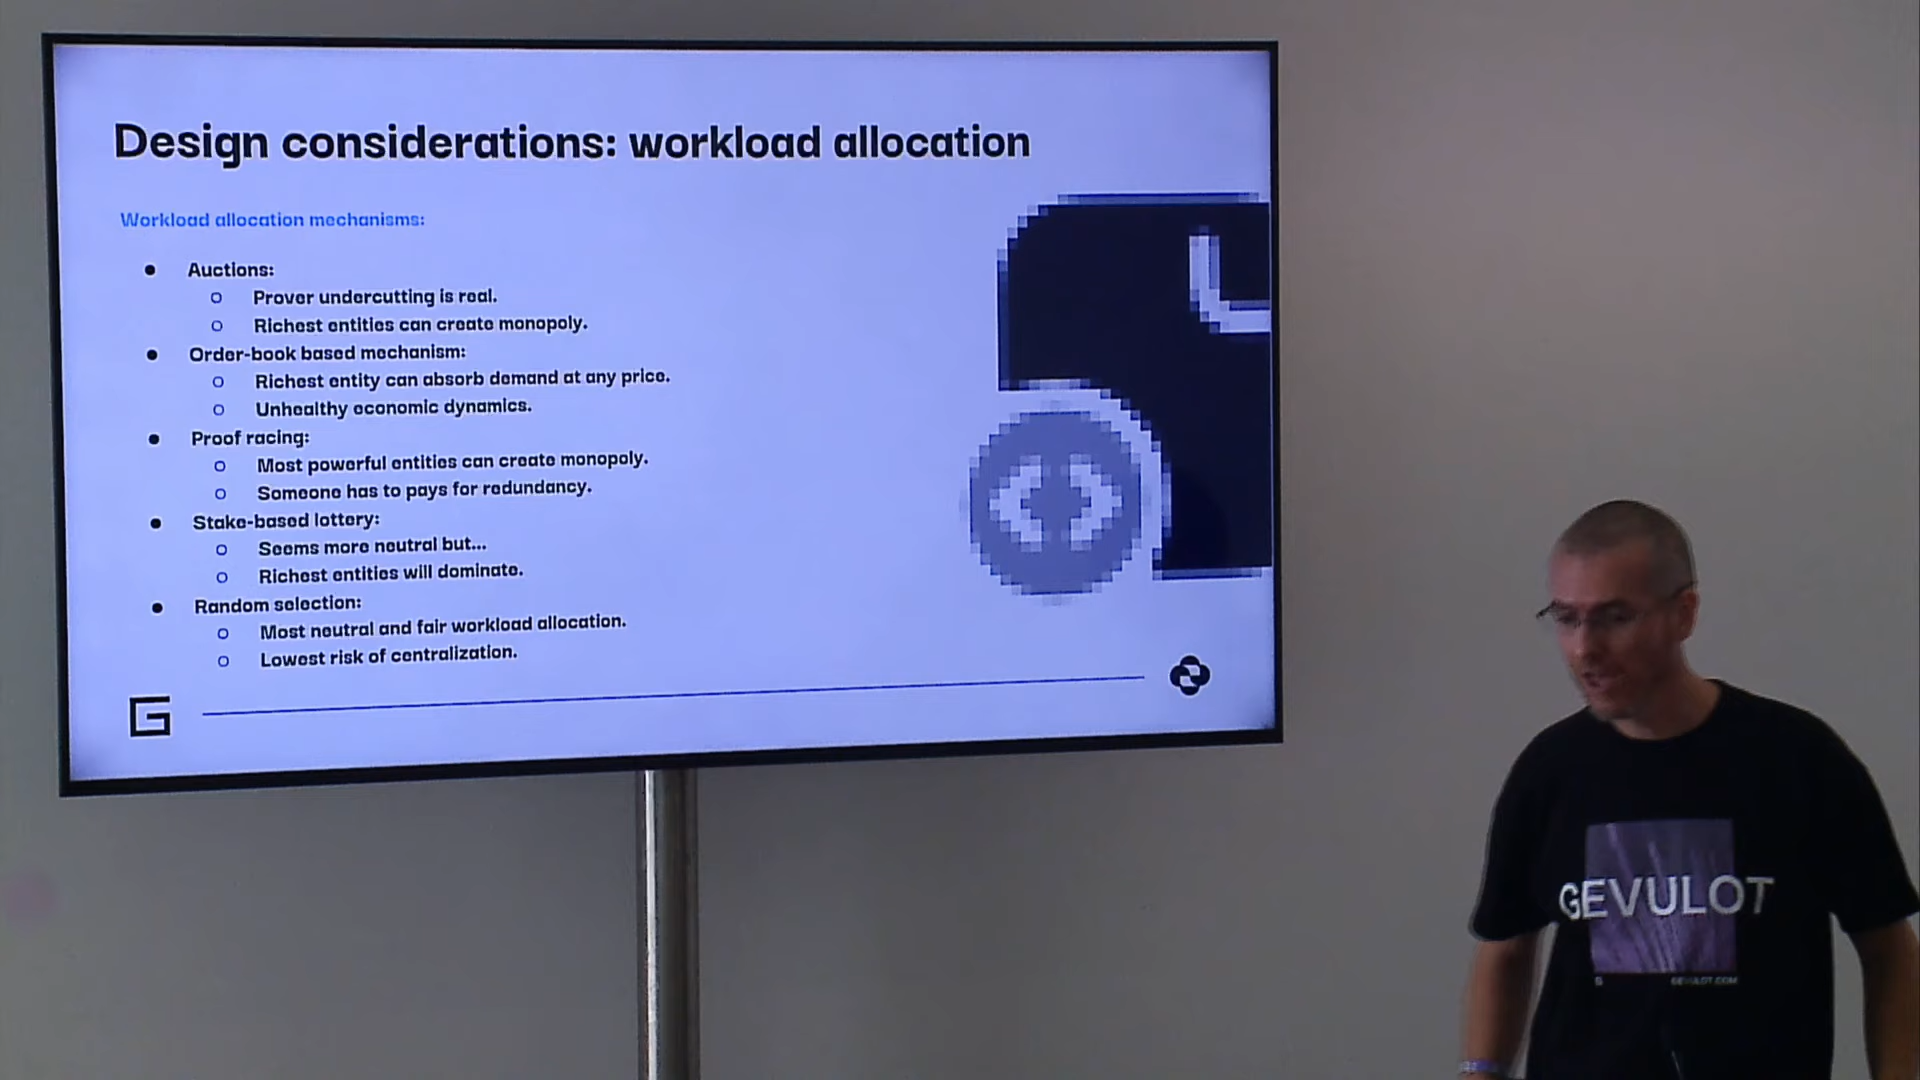 Design considerations: workload allocation
Workload allocation mechanisms:
Auctions:
Prover undercutting is real.
Richest entities can create monopoly.
Order-book based mechanism:
Richest entity can absorb demand at any price.
Unhealthy economic dynamics.
Proof racing:
Most powerful entities can create monopoly.
Someone has to pays for redundancy.
Stake-based lottery:
Seems more neutral but...
Richest entities will dominate.
Random selection:
Most neutral and fair workload allocation.
Lowest risk of centralization.
G
GEVULOT
G GEVULOT.COM